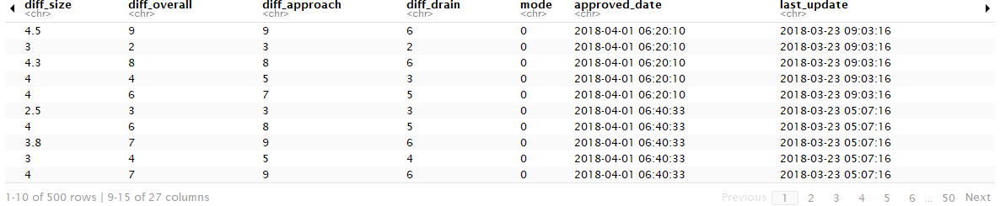 diff_size diff_overall diff_approach diff_drain mode approved_date last_update
<chr> <chr> <chr> <chr> <chr> <chr> <chr>
4.5 9 9 6 0 2018-04-01 06:20:10 2018-03-23 09:03:16
3 2 3 2 0 2018-04-01 06:20:10 2018-03-23 09:03:16
4.3 8 8 6 0 2018-04-01 06:20:10 2018-03-23 09:03:16
4 4 5 3 0 2018-04-01 06:20:10 2018-03-23 09:03:16
4 6 7 5 0 2018-04-01 06:20:10 2018-03-23 09:03:16
2.5 3 3 3 0 2018-04-01 06:40:33 2018-03-23 05:07:16
4 6 8 5 0 2018-04-01 06:40:33 2018-03-23 05:07:16
3.8 7 9 6 0 2018-04-01 06:40:33 2018-03-23 05:07:16
3 4 5 4 0 2018-04-01 06:40:33 2018-03-23 05:07:16
4 7 9 6 0 2018-04-01 06:40:33 2018-03-23 05:07:16
1-10 of 500 rows | 9-15 of 27 columns Previous 1 2 3 4 5 6 ... 50 Next